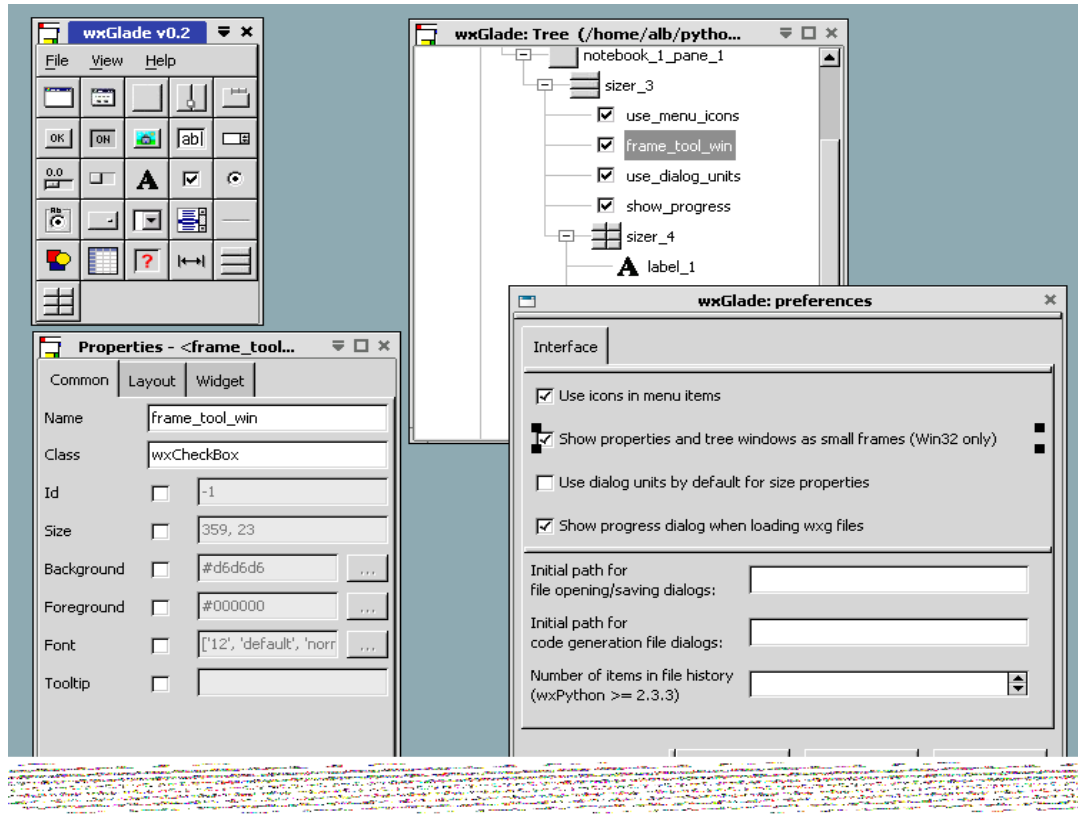 wxGlade v0.2
File View Help
OK ON ab|
0.0 A
Rb
?
wxGlade: Tree (/home/alb/pytho...
notebook_1_pane_1
sizer_3
use_menu_icons
frame_tool_win
use_dialog_units
show_progress
sizer_4
A label_1
Properties - <frame_tool...
Common Layout Widget
Name frame_tool_win
Class wxCheckBox
Id -1
Size 359, 23
Background #d6d6d6 ...
Foreground #000000 ...
Font ['12', 'default', 'norr ...
Tooltip
wxGlade: preferences
Interface
Use icons in menu items
Show properties and tree windows as small frames (Win32 only)
Use dialog units by default for size properties
Show progress dialog when loading wxg files
Initial path for
file opening/saving dialogs:
Initial path for
code generation file dialogs:
Number of items in file history
(wxPython >= 2.3.3)